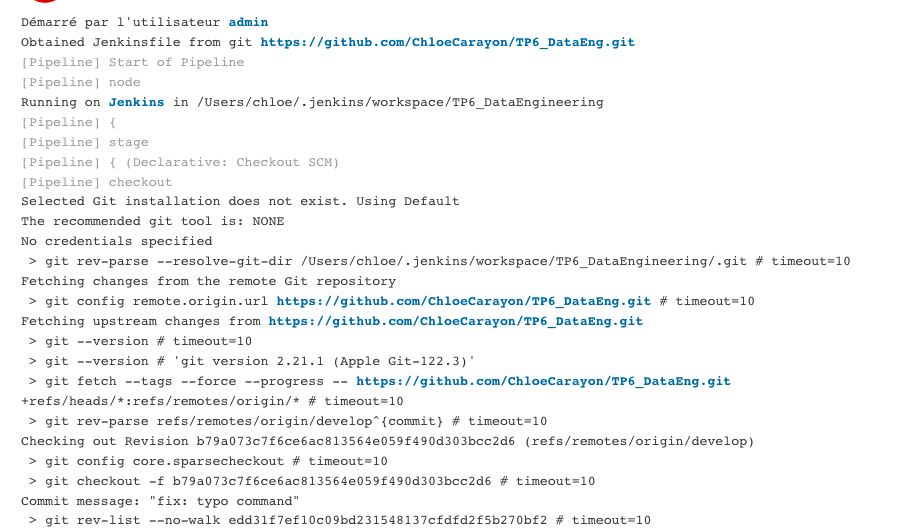 Démarré par l'utilisateur admin
Obtained Jenkinsfile from git https://github.com/ChloeCarayon/TP6_DataEng.git
[Pipeline] Start of Pipeline
[Pipeline] node
Running on Jenkins in /Users/chloe/.jenkins/workspace/TP6_DataEngineering
[Pipeline] {
[Pipeline] stage
[Pipeline] { (Declarative: Checkout SCM)
[Pipeline] checkout
Selected Git installation does not exist. Using Default
The recommended git tool is: NONE
No credentials specified
 > git rev-parse --resolve-git-dir /Users/chloe/.jenkins/workspace/TP6_DataEngineering/.git # timeout=10
Fetching changes from the remote Git repository
 > git config remote.origin.url https://github.com/ChloeCarayon/TP6_DataEng.git # timeout=10
Fetching upstream changes from https://github.com/ChloeCarayon/TP6_DataEng.git
 > git --version # timeout=10
 > git --version # 'git version 2.21.1 (Apple Git-122.3)'
 > git fetch --tags --force --progress -- https://github.com/ChloeCarayon/TP6_DataEng.git
+refs/heads/*:refs/remotes/origin/* # timeout=10
 > git rev-parse refs/remotes/origin/develop^{commit} # timeout=10
Checking out Revision b79a073c7f6ce6ac813564e059f490d303bcc2d6 (refs/remotes/origin/develop)
 > git config core.sparsecheckout # timeout=10
 > git checkout -f b79a073c7f6ce6ac813564e059f490d303bcc2d6 # timeout=10
Commit message: "fix: typo command"
 > git rev-list --no-walk edd31f7ef10c09bd231548137cfdfd2f5b270bf2 # timeout=10